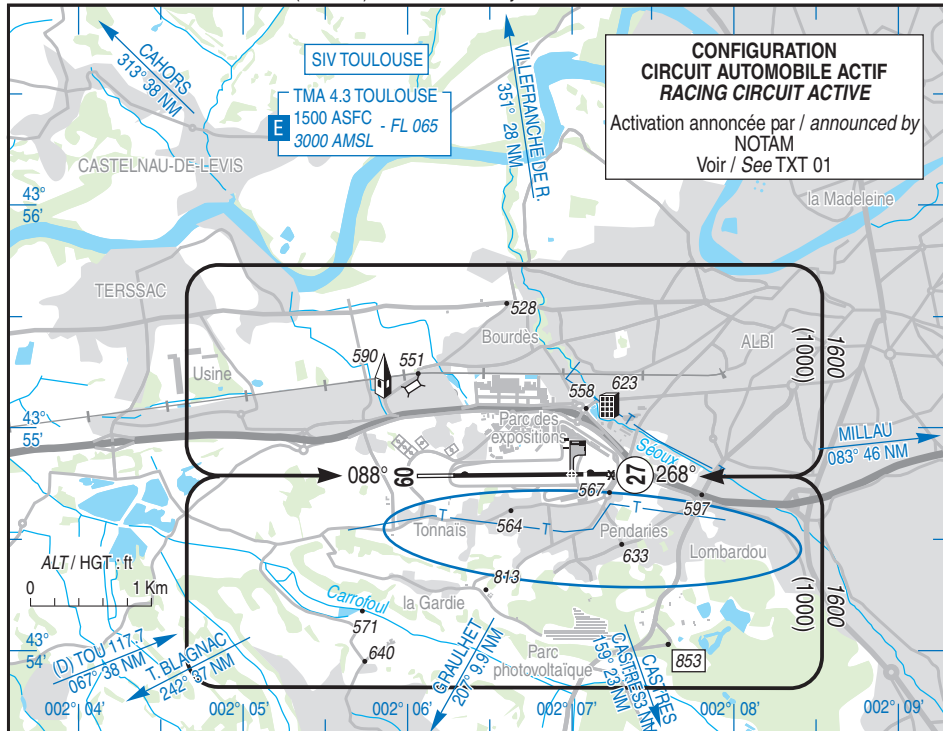 CAHORS
313° 38 NM
SIV TOULOUSE
TMA 4.3 TOULOUSE
E
1500 ASFC
3000 AMSL
- FL 065
VILLEFRANCHE DE R.
351° 28 NM
CONFIGURATION
CIRCUIT AUTOMOBILE ACTIF
RACING CIRCUIT ACTIVE
Activation annoncée par / announced by
NOTAM
Voir / See TXT 01
CASTELNAU-DE-LEVIS
43°
56'
la Madeleine
TERSSAC
528
Bourdès
ALBI
1600
(1000)
590
551
Usine
558
623
43°
55'
Parc des
expositions
Séoux
MILLAU
083° 46 NM
088°
09
27
268°
567
597
564
T
T
T
T
T
Tonnais
Pendaries
633
Lombardou
ALT / HGT : ft
0
1 Km
813
la Gardie
Carrofoul
571
1600
(1000)
43°
54'
(D) TOU 117.7
067° 38 NM
T. BLAGNAC
242° 37 NM
640
GRAULHET
207° 9.9 NM
Parc
photovoltaïque
853
CASTRES
159° 23 NM
CASTRES
3 NM
002° 04'
002° 05'
002° 06'
002° 07'
002° 08'
002° 09'